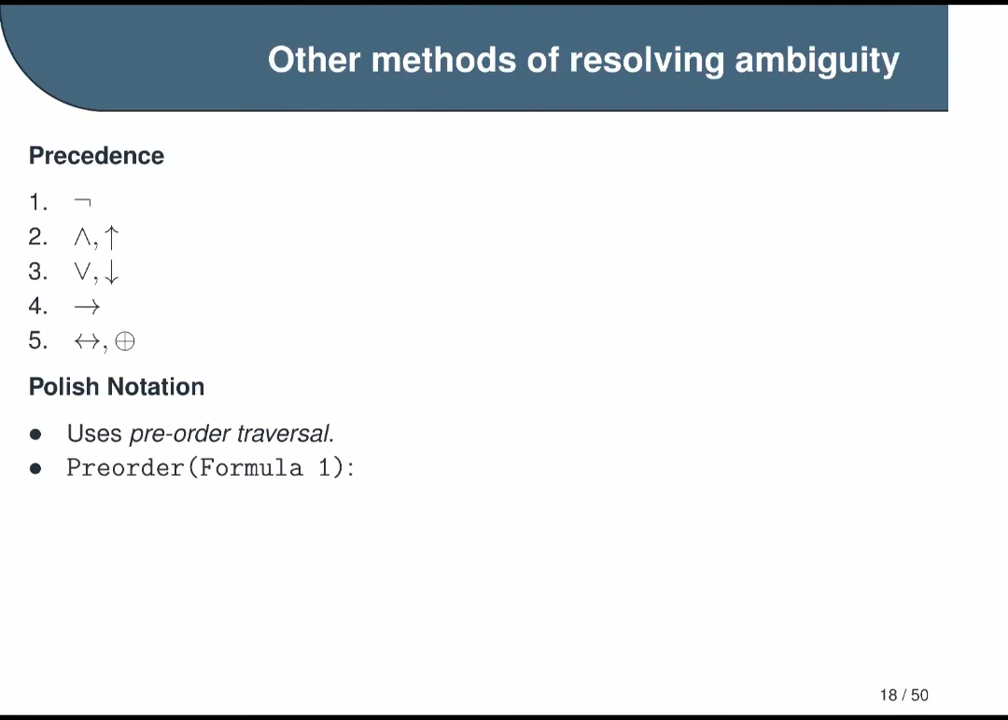 Other methods of resolving ambiguity
Precedence
1. ¬
2. ∧, ↑
3. ∨, ↓
4. →
5. ↔, ⊕
Polish Notation
● Uses pre-order traversal.
● Preorder(Formula 1):
18 / 50